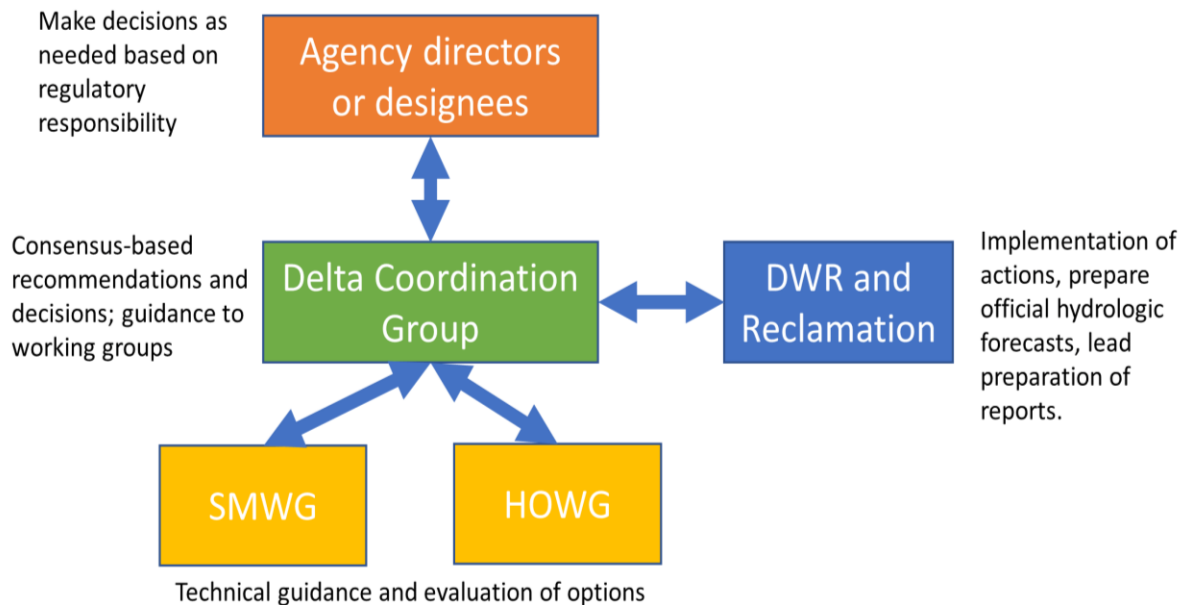 Make decisions as
needed based on
regulatory
responsibility
Agency directors
or designees
Consensus-based
recommendations and
decisions; guidance to
working groups
Delta Coordination
Group
DWR and
Reclamation
Implementation of
actions, prepare
official hydrologic
forecasts, lead
preparation of
reports.
SMWG
HOWG
Technical guidance and evaluation of options